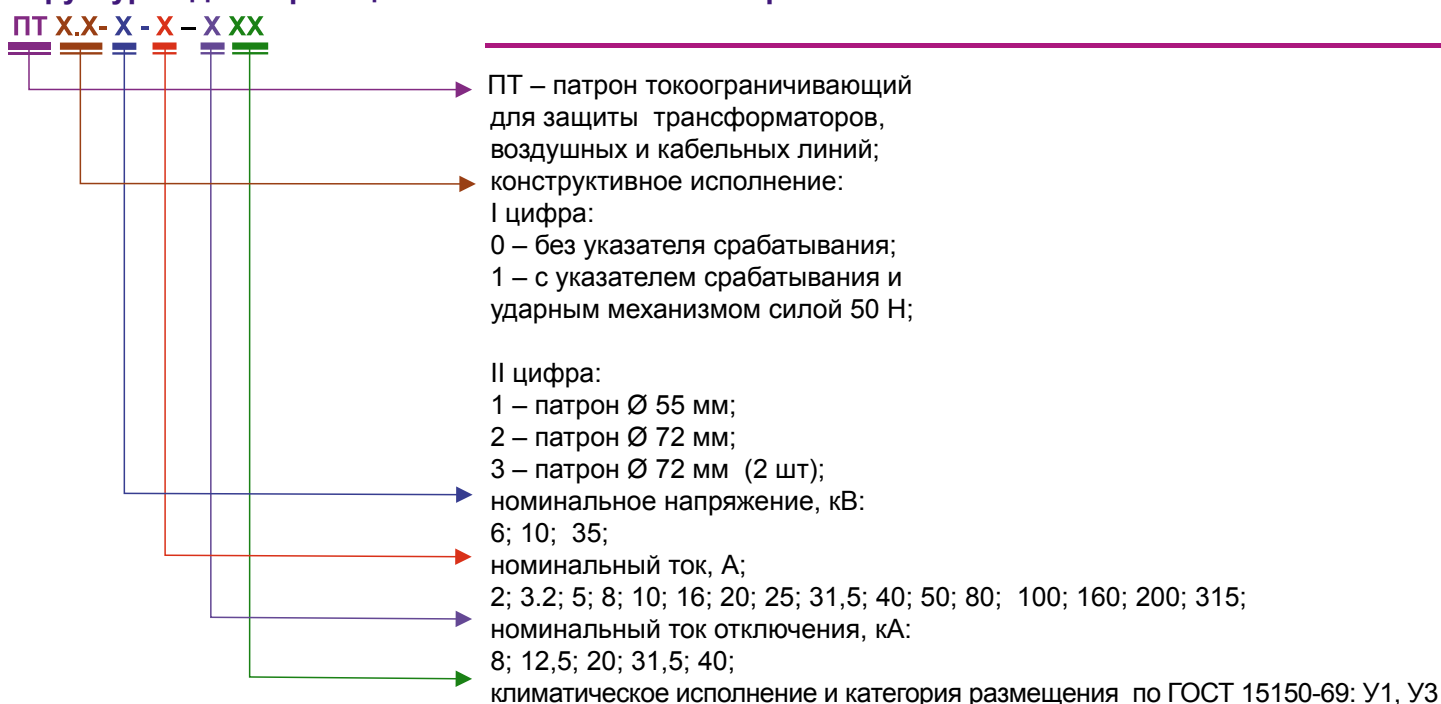 ПТ Х.Х- Х - Х – Х ХХ
ПТ – патрон токоограничивающий
для защиты трансформаторов,
воздушных и кабельных линий;
конструктивное исполнение:
I цифра:
0 – без указателя срабатывания;
1 – с указателем срабатывания и
ударным механизмом силой 50 Н;
II цифра:
1 – патрон Ø 55 мм;
2 – патрон Ø 72 мм;
3 – патрон Ø 72 мм (2 шт);
номинальное напряжение, кВ:
6; 10; 35;
номинальный ток, А;
2; 3.2; 5; 8; 10; 16; 20; 25; 31,5; 40; 50; 80; 100; 160; 200; 315;
номинальный ток отключения, кА:
8; 12,5; 20; 31,5; 40;
климатическое исполнение и категория размещения по ГОСТ 15150-69: У1, У3